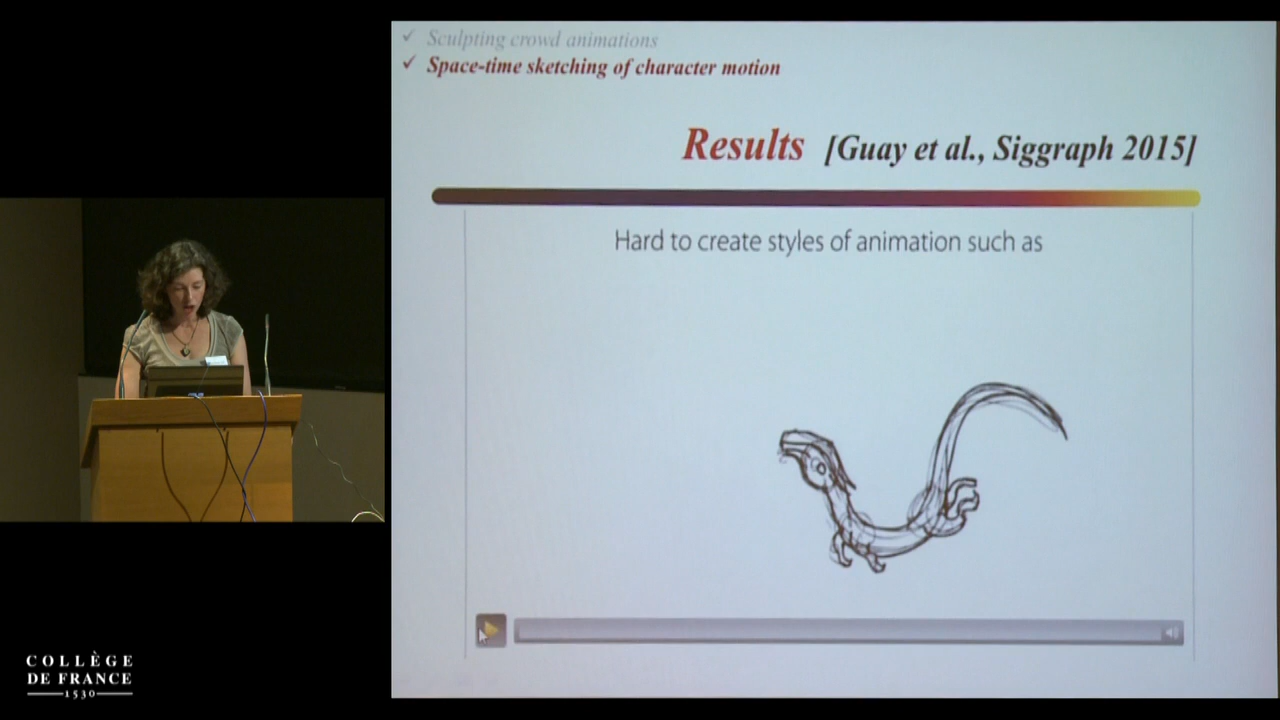 ✓ Sculpting crowd animations
✓ Space-time sketching of character motion
Results [Guay et al., Siggraph 2015]
Hard to create styles of animation such as
COLLÈGE
DE FRANCE
1530